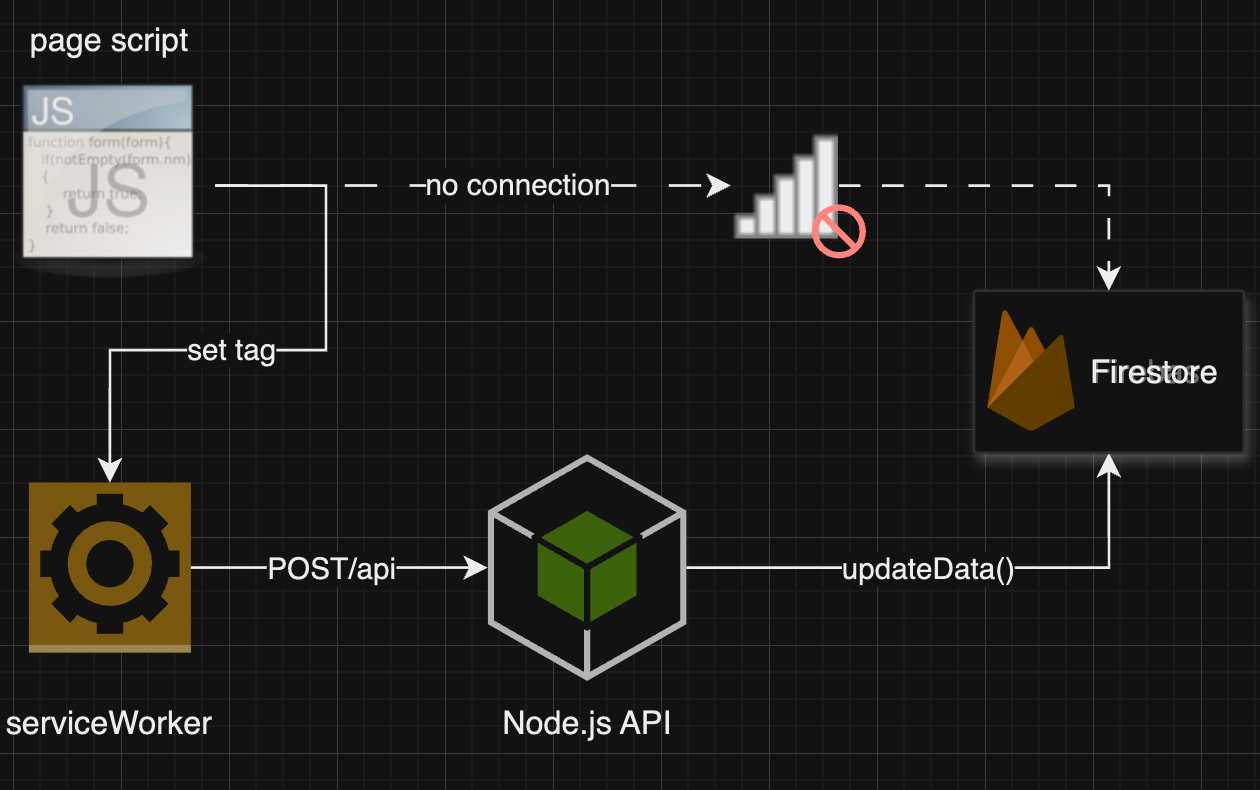 page script
JS
function form(form){
if(notEmpty(form.nm)
{
return true;
}
return false;
}
JS
no connection
set tag
Firestore
POST/api
updateData()
serviceWorker
Node.js API